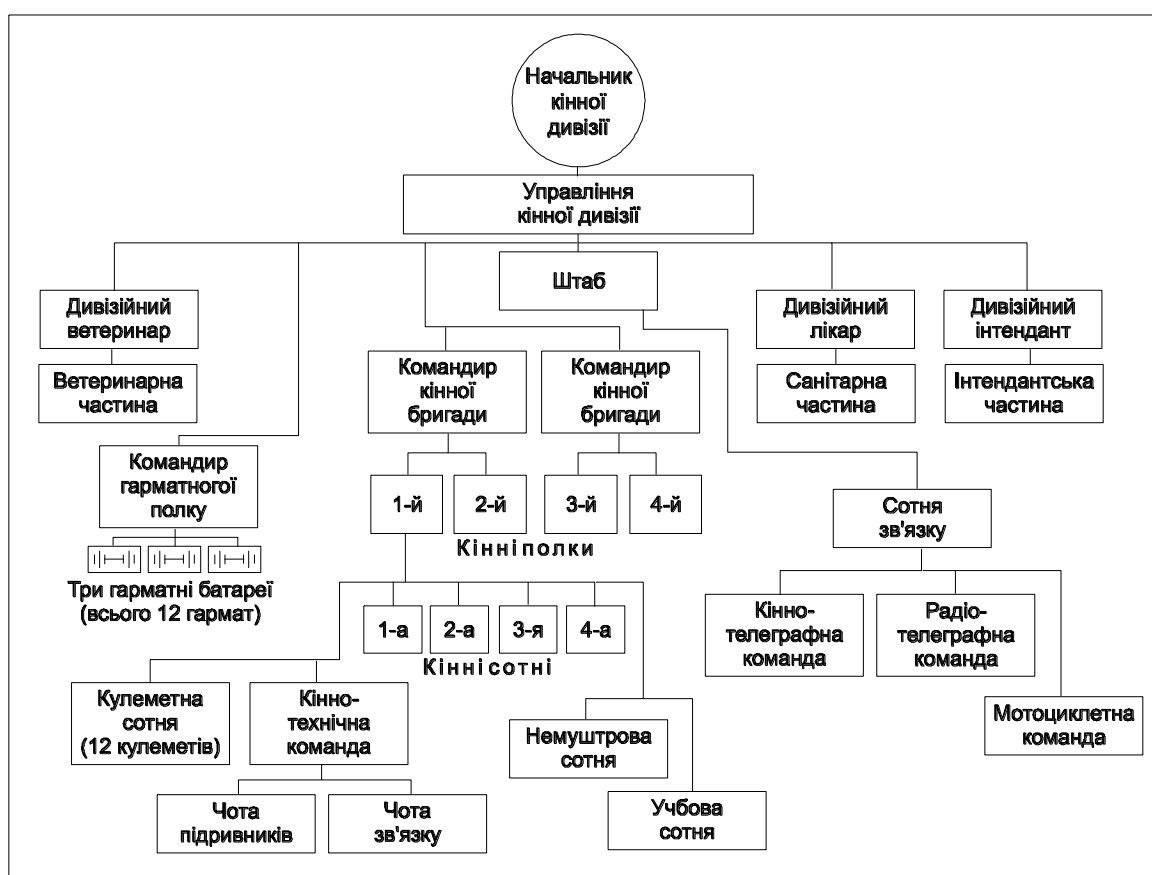 Начальник
кінної
дивізії
Управління
кінної дивізії
Штаб
Дивізійний
ветеринар
Дивізійний
лікар
Дивізійний
інтендант
Ветеринарна
частина
Командир
кінної
бригади
Командир
кінної
бригади
Санітарна
частина
Інтендантська
частина
Командир
гарматного
полку
1-й
2-й
3-й
4-й
Кінні полки
Сотня
зв'язку
Три гарматні батареї
(всього 12 гармат)
1-а
2-а
3-я
4-а
Кінні сотні
Кінно-
телеграфна
команда
Радіо-
телеграфна
команда
Кулеметна
сотня
(12 кулеметів)
Кінно-
технічна
команда
Немуштрова
сотня
Мотоциклетна
команда
Чота
підривників
Чота
зв'язку
Учбова
сотня